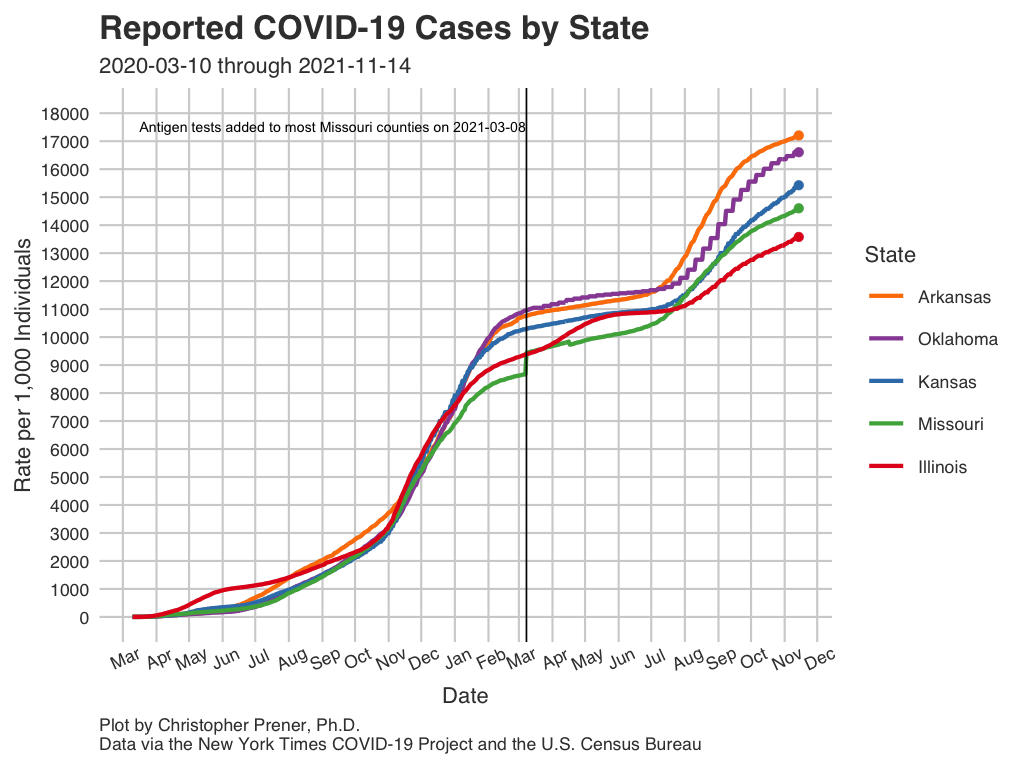 Reported COVID-19 Cases by State
2020-03-10 through 2021-11-14
Antigen tests added to most Missouri counties on 2021-03-08
Rate per 1,000 Individuals
18000
17000
16000
15000
14000
13000
12000
11000
10000
9000
8000
7000
6000
5000
4000
3000
2000
1000
0
Mar Apr May Jun Jul Aug Sep Oct Nov Dec Jan Feb Mar Apr May Jun Jul Aug Sep Oct Nov Dec
Date
State
Arkansas
Oklahoma
Kansas
Missouri
Illinois
Plot by Christopher Prener, Ph.D.
Data via the New York Times COVID-19 Project and the U.S. Census Bureau